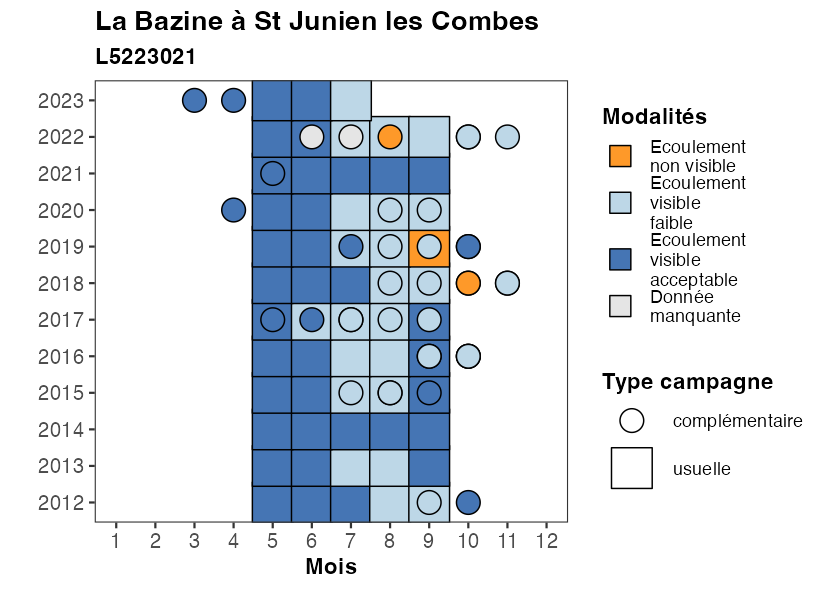 La Bazine à St Junien les Combes
L5223021
2023
2022
2021
2020
2019
2018
2017
2016
2015
2014
2013
2012
1 2 3 4 5 6 7 8 9 10 11 12
Mois
Modalités
Ecoulement
non visible
Ecoulement
visible
faible
Ecoulement
visible
acceptable
Donnée
manquante
Type campagne
complémentaire
usuelle